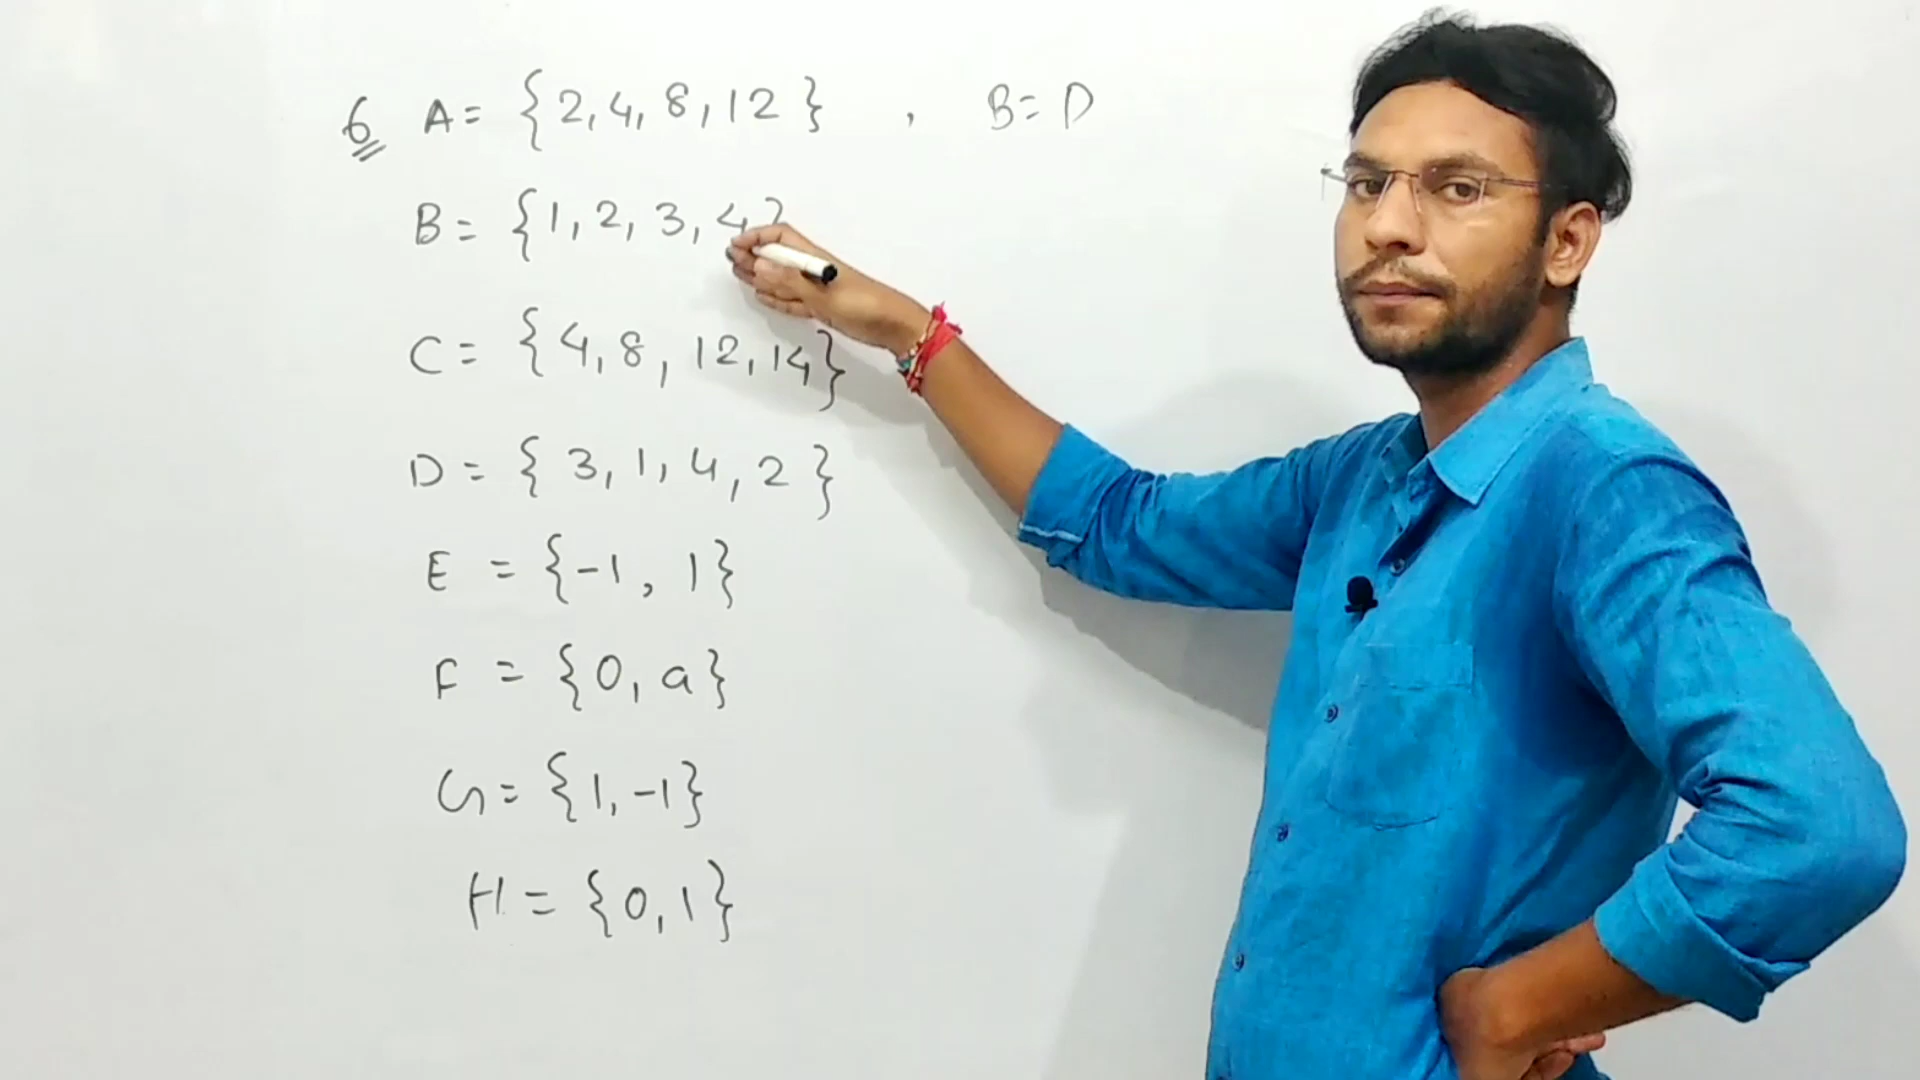 6 A = {2, 4, 8, 12} , B = D
B = {1, 2, 3, 4}
C = {4, 8, 12, 14}
D = {3, 1, 4, 2}
E = {-1, 1}
F = {0, a}
G = {1, -1}
H = {0, 1}